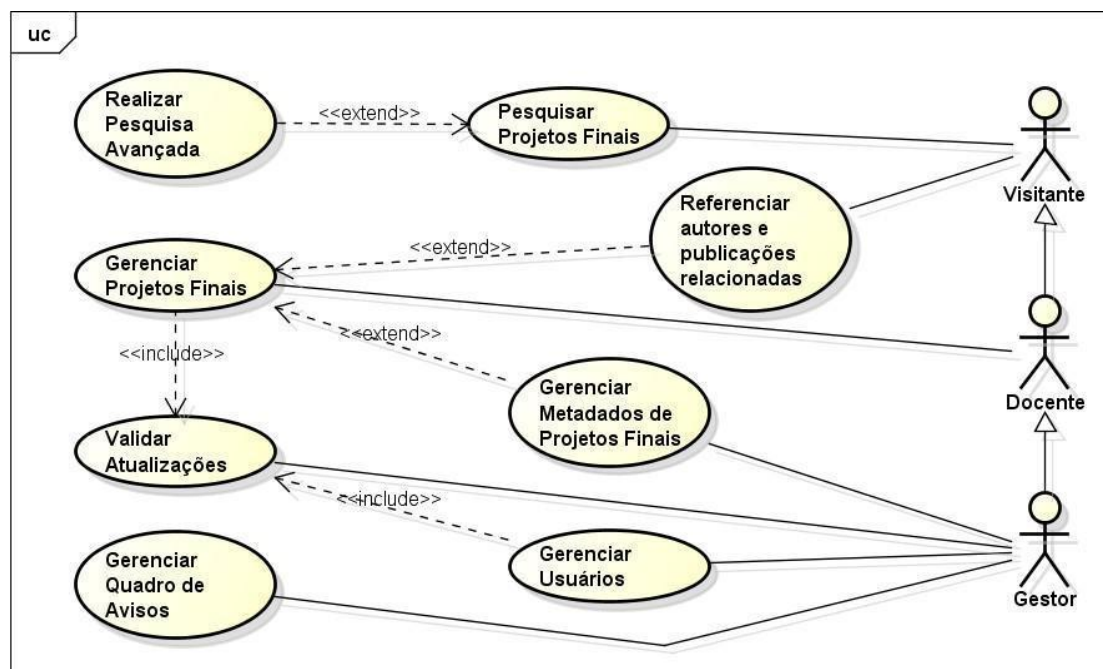 uc
Realizar
Pesquisa
Avançada
<<extend>>
Pesquisar
Projetos Finais
Visitante
Referenciar
autores e
publicações
relacionadas
<<extend>>
Gerenciar
Projetos Finais
<<extend>>
<<include>>
Docente
Gerenciar
Metadados de
Projetos Finais
Validar
Atualizações
<<include>>
Gerenciar
Quadro de
Avisos
Gerenciar
Usuários
Gestor